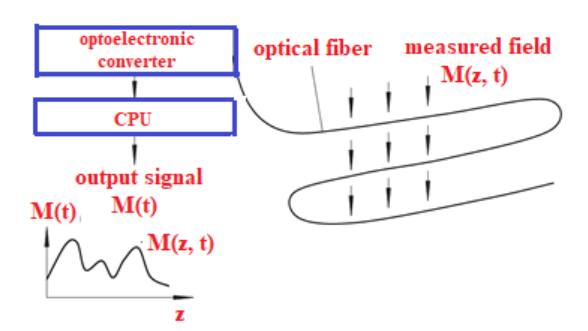 optoelectronic
converter
optical fiber
measured field
M(z, t)
CPU
output signal
M(t)
M(t)
M(z, t)
z